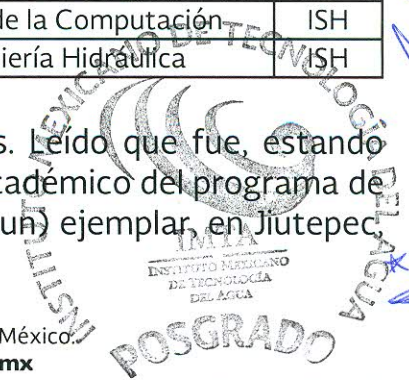 de la Computación ISH
iería Hidráulica ISH
s. Leído que fue, estando
cadémico del programa de
un) ejemplar, en Jiutepec,
INSTITUTO MEXICANO DE TECNOLOGÍA DEL AGUA
IMTA
INSTITUTO MEXICANO
DE TECNOLOGÍA
DEL AGUA
POSGRADO
México.
mx